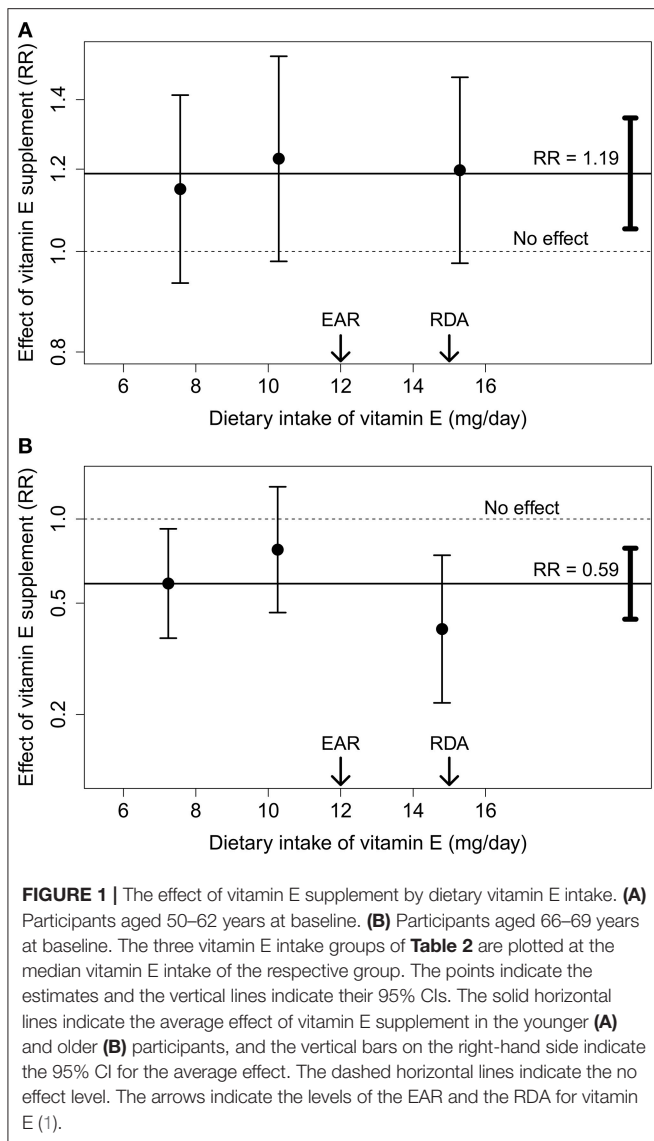 A
Effect of vitamin E supplement (RR)
1.4
1.2
1.0
0.8
RR = 1.19
No effect
EAR
RDA
6 8 10 12 14 16
Dietary intake of vitamin E (mg/day)
B
Effect of vitamin E supplement (RR)
1.0
0.5
0.2
No effect
RR = 0.59
EAR
RDA
6 8 10 12 14 16
Dietary intake of vitamin E (mg/day)
FIGURE 1 | The effect of vitamin E supplement by dietary vitamin E intake. (A)
Participants aged 50–62 years at baseline. (B) Participants aged 66–69 years
at baseline. The three vitamin E intake groups of Table 2 are plotted at the
median vitamin E intake of the respective group. The points indicate the
estimates and the vertical lines indicate their 95% CIs. The solid horizontal
lines indicate the average effect of vitamin E supplement in the younger (A)
and older (B) participants, and the vertical bars on the right-hand side indicate
the 95% CI for the average effect. The dashed horizontal lines indicate the no
effect level. The arrows indicate the levels of the EAR and the RDA for vitamin
E (1).